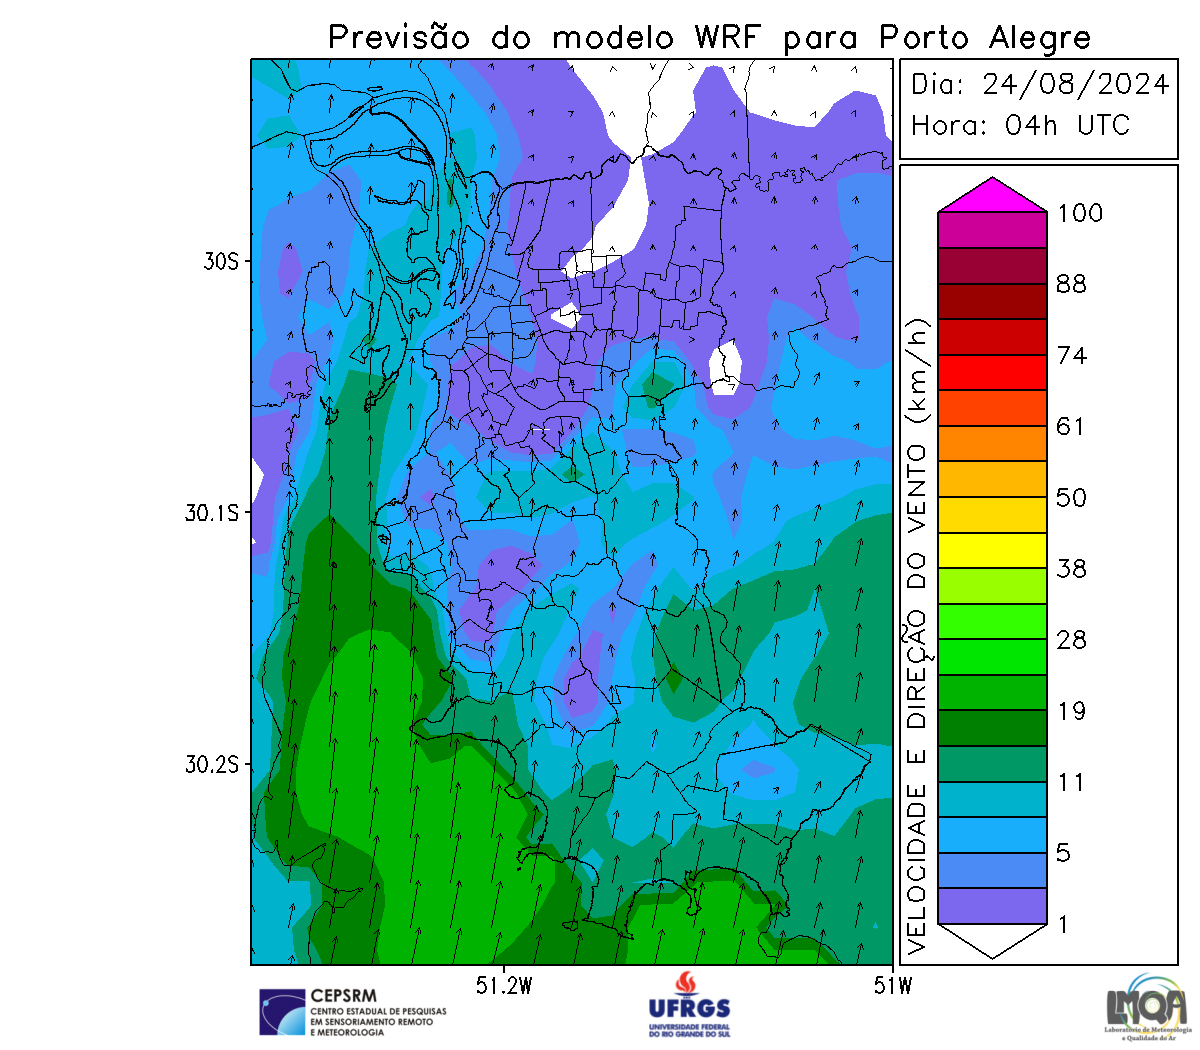 Previsão do modelo WRF para Porto Alegre
Dia: 24/08/2024
Hora: 04h UTC
30S
30.1S
30.2S
51.2W
51W
VELOCIDADE E DIREÇÃO DO VENTO (km/h)
100
88
74
61
50
38
28
19
11
5
1
CEPSRM
CENTRO ESTADUAL DE PESQUISAS
EM SENSORIAMENTO REMOTO
E METEOROLOGIA
UFRGS
UNIVERSIDADE FEDERAL
DO RIO GRANDE DO SUL
LMQA
Laboratório de Meteorologia
e Qualidade do Ar